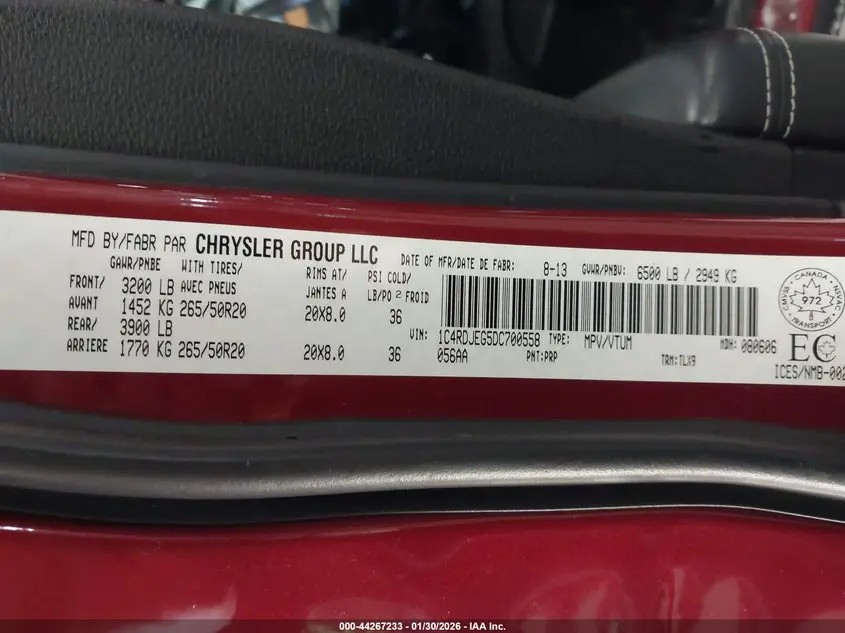 MFD BY/FABR PAR CHRYSLER GROUP LLC DATE OF MFR/DATE DE FABR: 8-13 GVWR/PNBV: 6500 LB / 2949 KG
GAWR/PNBE WITH TIRES/ RIMS AT/ PSI COLD/
FRONT/ 3200 LB AVEC PNEUS JANTES A LB/PO 2 FROID
AVANT 1452 KG 265/50R20 20X8.0 36
REAR/ 3900 LB
ARRIERE 1770 KG 265/50R20 20X8.0 36
VIN: 1C4RDJEG5DC700558 TYPE: MPV/VTUM MDH: 080606
056AA PNT:PRP TRM:TLX9
CANADA
972
TRANSPORT
EC
ICES/NMB-002
000-44267233 - 01/30/2026 - IAA Inc.